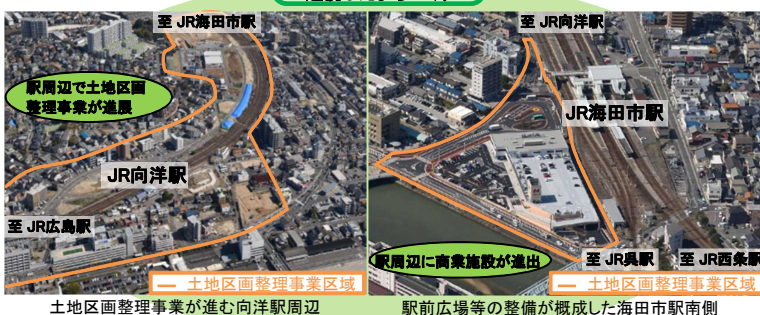 至 JR海田市駅
駅周辺で土地区画
整理事業が進展
JR向洋駅
至 JR広島駅
土地区画整理事業区域
土地区画整理事業が進む向洋駅周辺
至 JR向洋駅
JR海田市駅
駅周辺に商業施設が進出
至 JR呉駅
至 JR西条駅
土地区画整理事業区域
駅前広場等の整備が概成した海田市駅南側